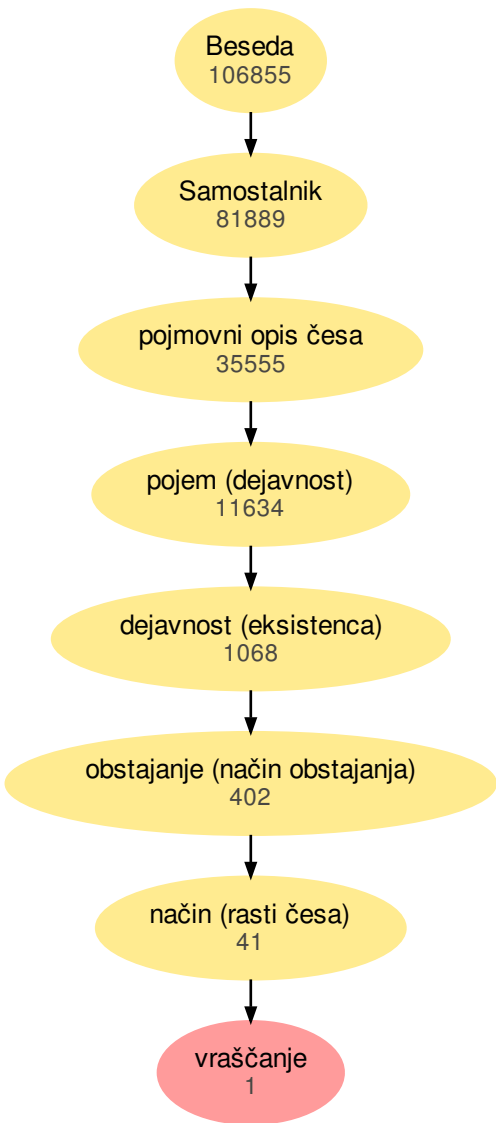 Beseda
106855
Samostalnik
81889
pojmovni opis česa
35555
pojem (dejavnost)
11634
dejavnost (eksistenca)
1068
obstajanje (način obstajanja)
402
način (rasti česa)
41
vraščanje
1